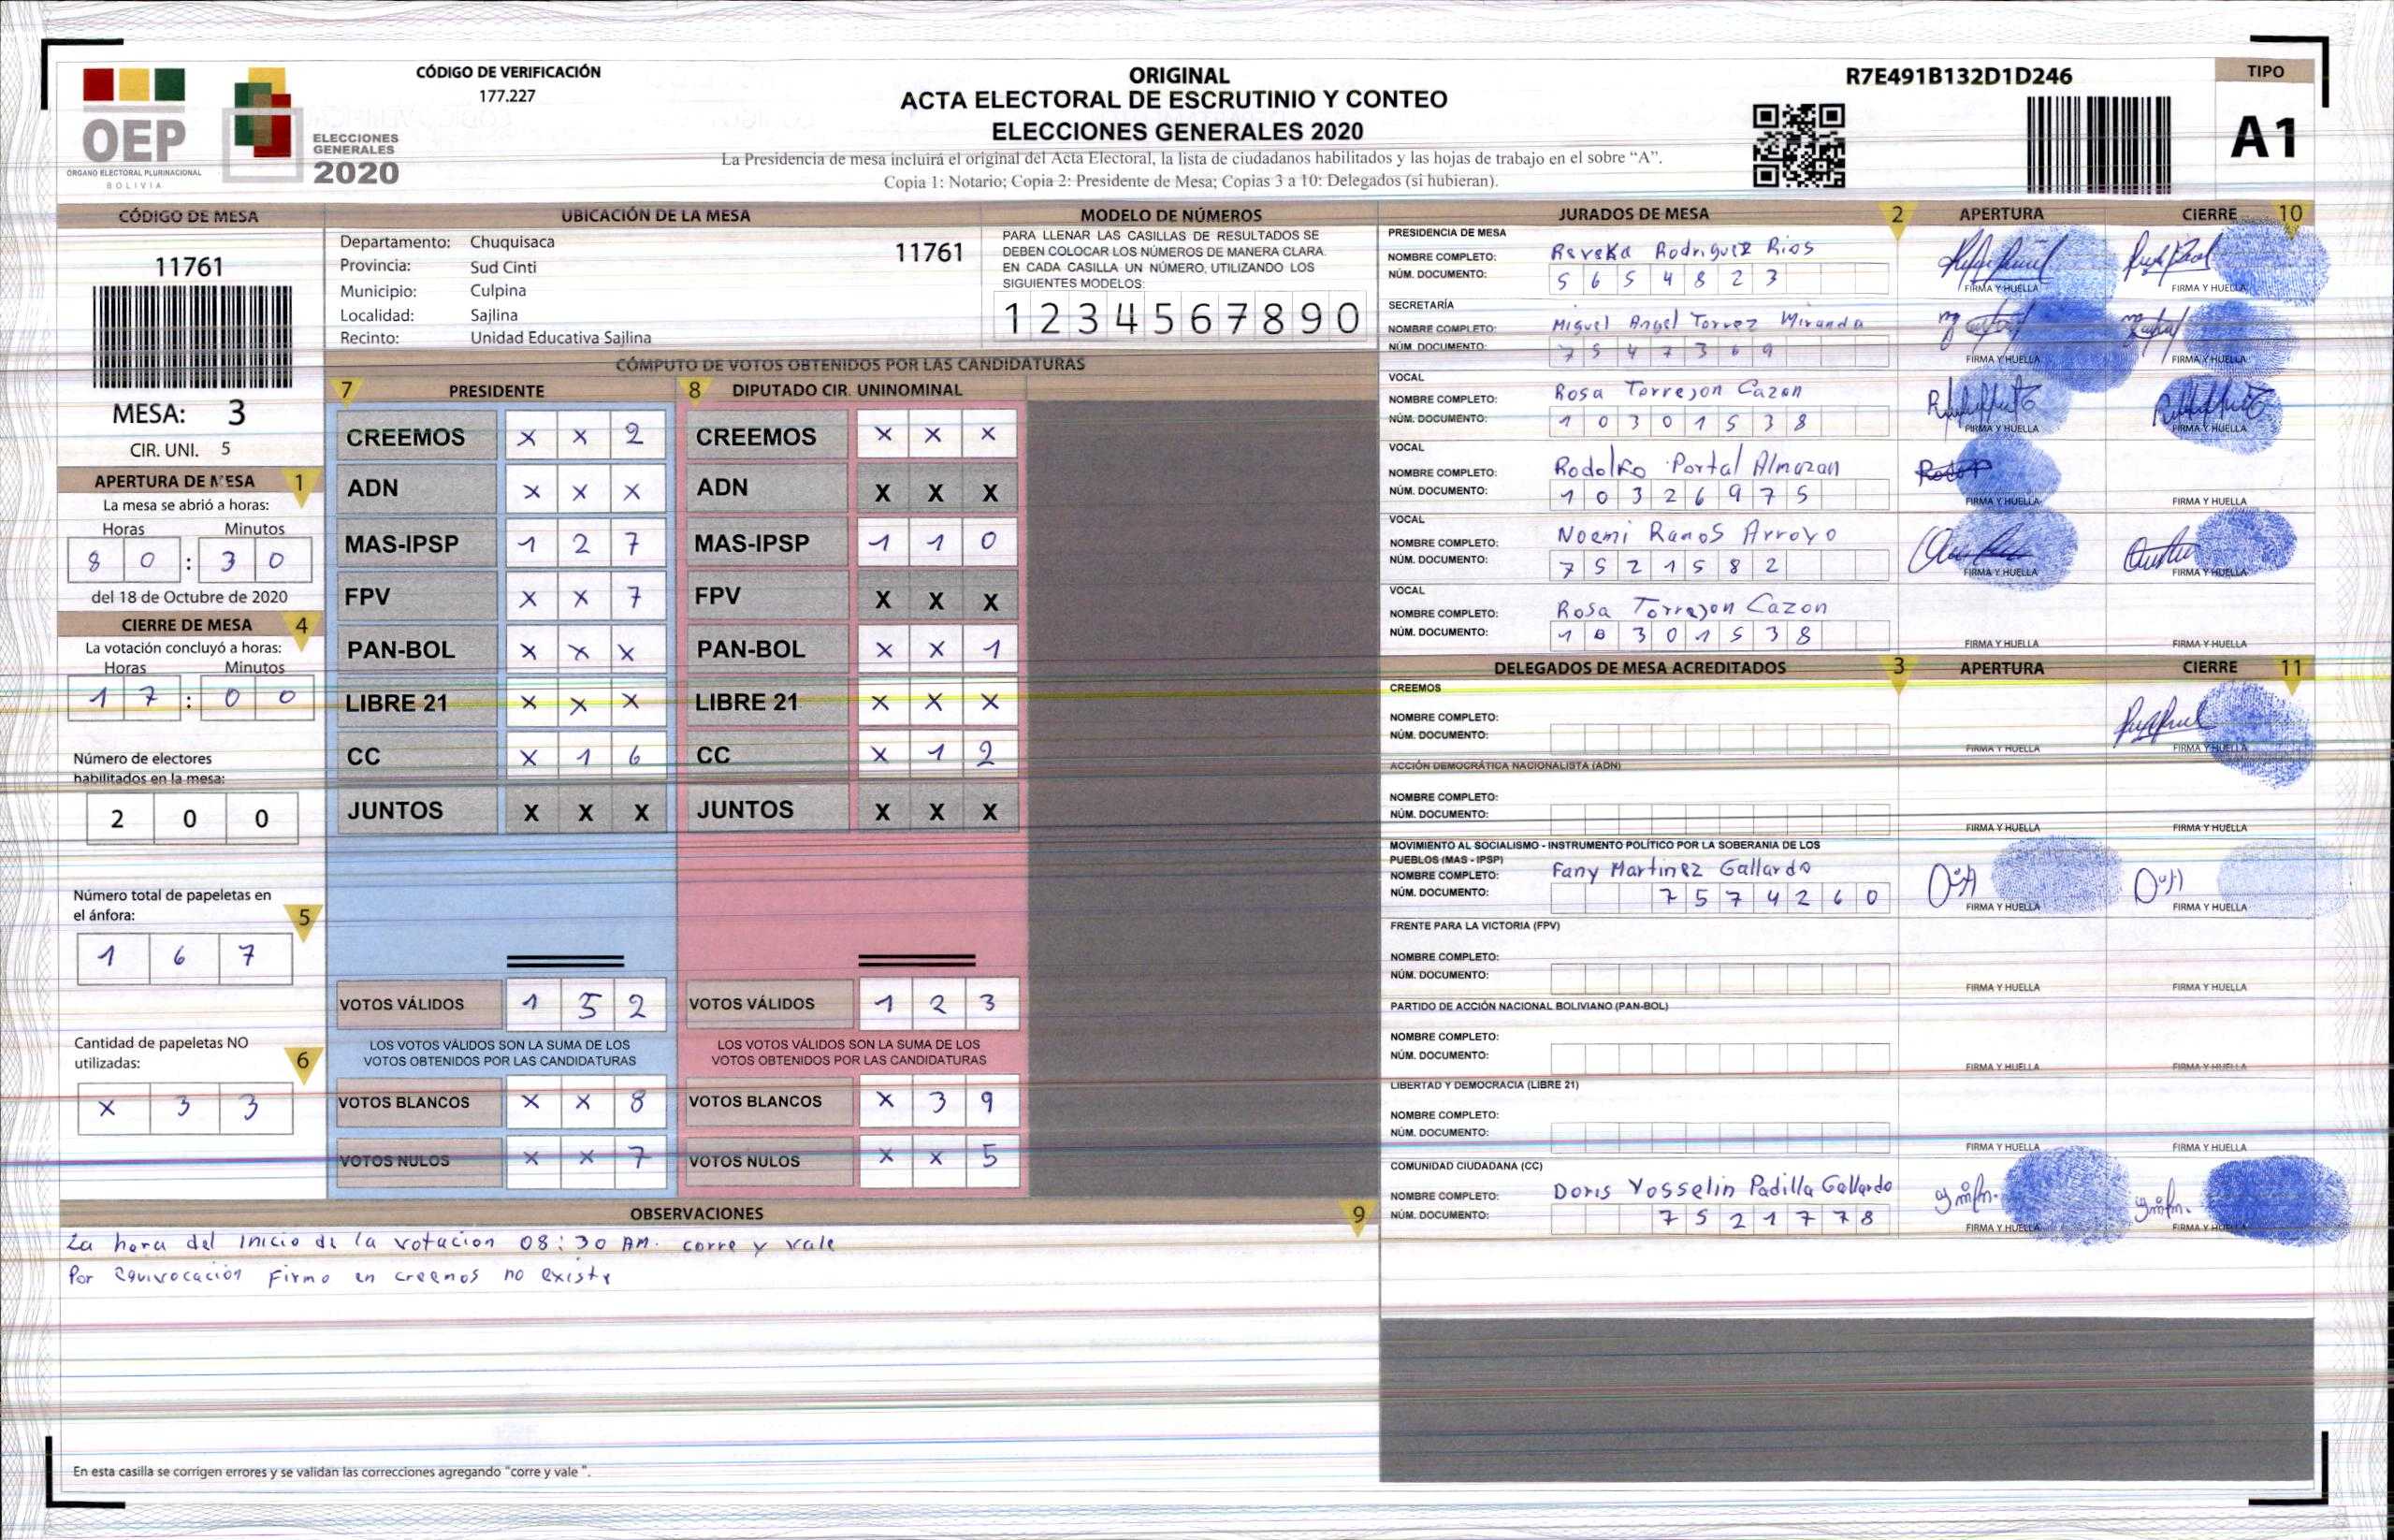 OEP
ÓRGANO ELECTORAL PLURINACIONAL
BOLIVIA
ELECCIONES
GENERALES
2020
CÓDIGO DE VERIFICACIÓN
177.227
ORIGINAL
ACTA ELECTORAL DE ESCRUTINIO Y CONTEO
ELECCIONES GENERALES 2020
La Presidencia de mesa incluirá el original del Acta Electoral, la lista de ciudadanos habilitados y las hojas de trabajo en el sobre “A”.
Copia 1: Notario; Copia 2: Presidente de Mesa; Copias 3 a 10: Delegados (si hubieran).
R7E491B132D1D246
TIPO
A1
CÓDIGO DE MESA
11761
MESA: 3
CIR. UNI. 5
APERTURA DE MESA 1
La mesa se abrió a horas:
Horas Minutos
8 0 : 3 0
del 18 de Octubre de 2020
CIERRE DE MESA 4
La votación concluyó a horas:
Horas Minutos
1 7 : 0 0
Número de electores
habilitados en la mesa:
2 0 0
Número total de papeletas en
el ánfora:
5
1 6 7
Cantidad de papeletas NO
utilizadas:
6
X 3 3
UBICACIÓN DE LA MESA
Departamento: Chuquisaca 11761
Provincia: Sud Cinti
Municipio: Culpina
Localidad: Sajlina
Recinto: Unidad Educativa Sajlina
MODELO DE NÚMEROS
PARA LLENAR LAS CASILLAS DE RESULTADOS SE
DEBEN COLOCAR LOS NÚMEROS DE MANERA CLARA.
EN CADA CASILLA UN NÚMERO, UTILIZANDO LOS
SIGUIENTES MODELOS:
1 2 3 4 5 6 7 8 9 0
CÓMPUTO DE VOTOS OBTENIDOS POR LAS CANDIDATURAS
7 PRESIDENTE
CREEMOS X X 2
ADN X X X
MAS-IPSP 1 2 7
FPV X X 7
PAN-BOL X X X
LIBRE 21 X X X
CC X 1 6
JUNTOS X X X
VOTOS VÁLIDOS 1 5 2
LOS VOTOS VÁLIDOS SON LA SUMA DE LOS
VOTOS OBTENIDOS POR LAS CANDIDATURAS
VOTOS BLANCOS X X 8
VOTOS NULOS X X 7
8 DIPUTADO CIR. UNINOMINAL
CREEMOS X X X
ADN X X X
MAS-IPSP 1 1 0
FPV X X X
PAN-BOL X X 1
LIBRE 21 X X X
CC X 1 2
JUNTOS X X X
VOTOS VÁLIDOS 1 2 3
LOS VOTOS VÁLIDOS SON LA SUMA DE LOS
VOTOS OBTENIDOS POR LAS CANDIDATURAS
VOTOS BLANCOS X 3 9
VOTOS NULOS X X 5
OBSERVACIONES 9
La hora del inicio de la votacion 08:30 AM. corre y vale
Por equivocación Firmo en creemos no existe
En esta casilla se corrigen errores y se validan las correcciones agregando "corre y vale ".
JURADOS DE MESA 2 APERTURA CIERRE 10
PRESIDENCIA DE MESA
NOMBRE COMPLETO: Reveka Rodriguez Rios
NÚM. DOCUMENTO: 5 6 5 4 8 2 3
FIRMA Y HUELLA FIRMA Y HUELLA
SECRETARÍA
NOMBRE COMPLETO: Miguel Angel Torrez Miranda
NÚM. DOCUMENTO: 7 5 4 7 3 6 9
FIRMA Y HUELLA FIRMA Y HUELLA
VOCAL
NOMBRE COMPLETO: Rosa Torrejon Cazon
NÚM. DOCUMENTO: 1 0 3 0 1 5 3 8
FIRMA Y HUELLA FIRMA Y HUELLA
VOCAL
NOMBRE COMPLETO: Rodolfo Portal Almazan
NÚM. DOCUMENTO: 1 0 3 2 6 9 7 5
FIRMA Y HUELLA FIRMA Y HUELLA
VOCAL
NOMBRE COMPLETO: Noemi Ramos Arroyo
NÚM. DOCUMENTO: 7 5 2 1 5 8 2
FIRMA Y HUELLA FIRMA Y HUELLA
VOCAL
NOMBRE COMPLETO: Rosa Torrejon Cazon
NÚM. DOCUMENTO: 1 0 3 0 1 5 3 8
FIRMA Y HUELLA FIRMA Y HUELLA
DELEGADOS DE MESA ACREDITADOS 3 APERTURA CIERRE 11
CREEMOS
NOMBRE COMPLETO:
NÚM. DOCUMENTO:
FIRMA Y HUELLA FIRMA Y HUELLA
ACCIÓN DEMOCRÁTICA NACIONALISTA (ADN)
NOMBRE COMPLETO:
NÚM. DOCUMENTO:
FIRMA Y HUELLA FIRMA Y HUELLA
MOVIMIENTO AL SOCIALISMO - INSTRUMENTO POLÍTICO POR LA SOBERANIA DE LOS
PUEBLOS (MAS - IPSP)
NOMBRE COMPLETO: Fany Martinez Gallardo
NÚM. DOCUMENTO: 7 5 7 4 2 6 0
FIRMA Y HUELLA FIRMA Y HUELLA
FRENTE PARA LA VICTORIA (FPV)
NOMBRE COMPLETO:
NÚM. DOCUMENTO:
FIRMA Y HUELLA FIRMA Y HUELLA
PARTIDO DE ACCIÓN NACIONAL BOLIVIANO (PAN-BOL)
NOMBRE COMPLETO:
NÚM. DOCUMENTO:
FIRMA Y HUELLA FIRMA Y HUELLA
LIBERTAD Y DEMOCRACIA (LIBRE 21)
NOMBRE COMPLETO:
NÚM. DOCUMENTO:
FIRMA Y HUELLA FIRMA Y HUELLA
COMUNIDAD CIUDADANA (CC)
NOMBRE COMPLETO: Doris Yosselin Padilla Gallardo
NÚM. DOCUMENTO: 7 5 2 1 7 7 8
FIRMA Y HUELLA FIRMA Y HUELLA